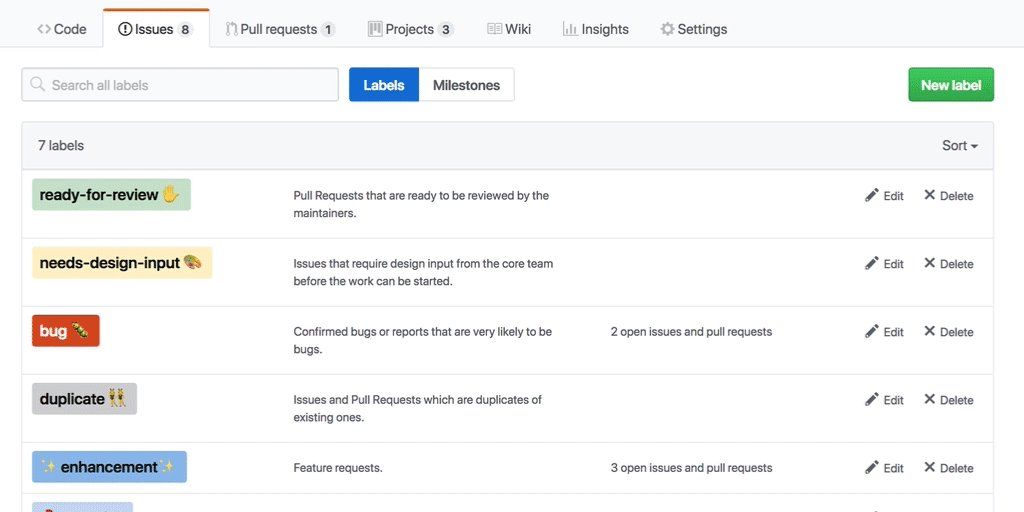 Code Issues 8 Pull requests 1 Projects 3 Wiki Insights Settings
Search all labels Labels Milestones New label
7 labels Sort
ready-for-review ✋ Pull Requests that are ready to be reviewed by the Edit Delete
maintainers.
needs-design-input 🎨 Issues that require design input from the core team Edit Delete
before the work can be started.
bug 🐛 Confirmed bugs or reports that are very likely to be 2 open issues and pull requests Edit Delete
bugs.
duplicate 👯 Issues and Pull Requests which are duplicates of Edit Delete
existing ones.
✨ enhancement ✨ Feature requests. 3 open issues and pull requests Edit Delete